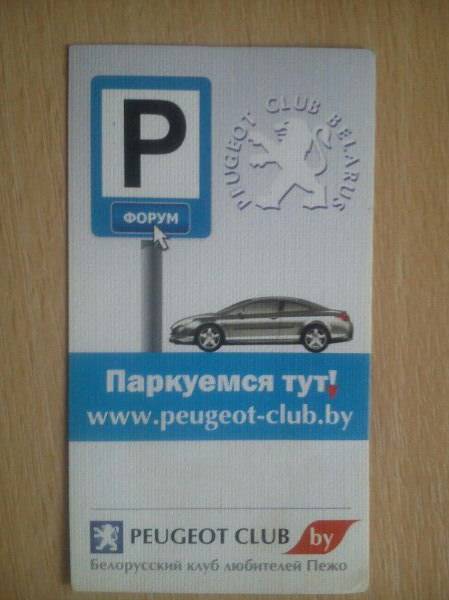 P
PEUGEOT CLUB BELARUS
ФОРУМ
Паркуемся тут!
www.peugeot-club.by
PEUGEOT CLUB by
Белорусский клуб любителей Пежо